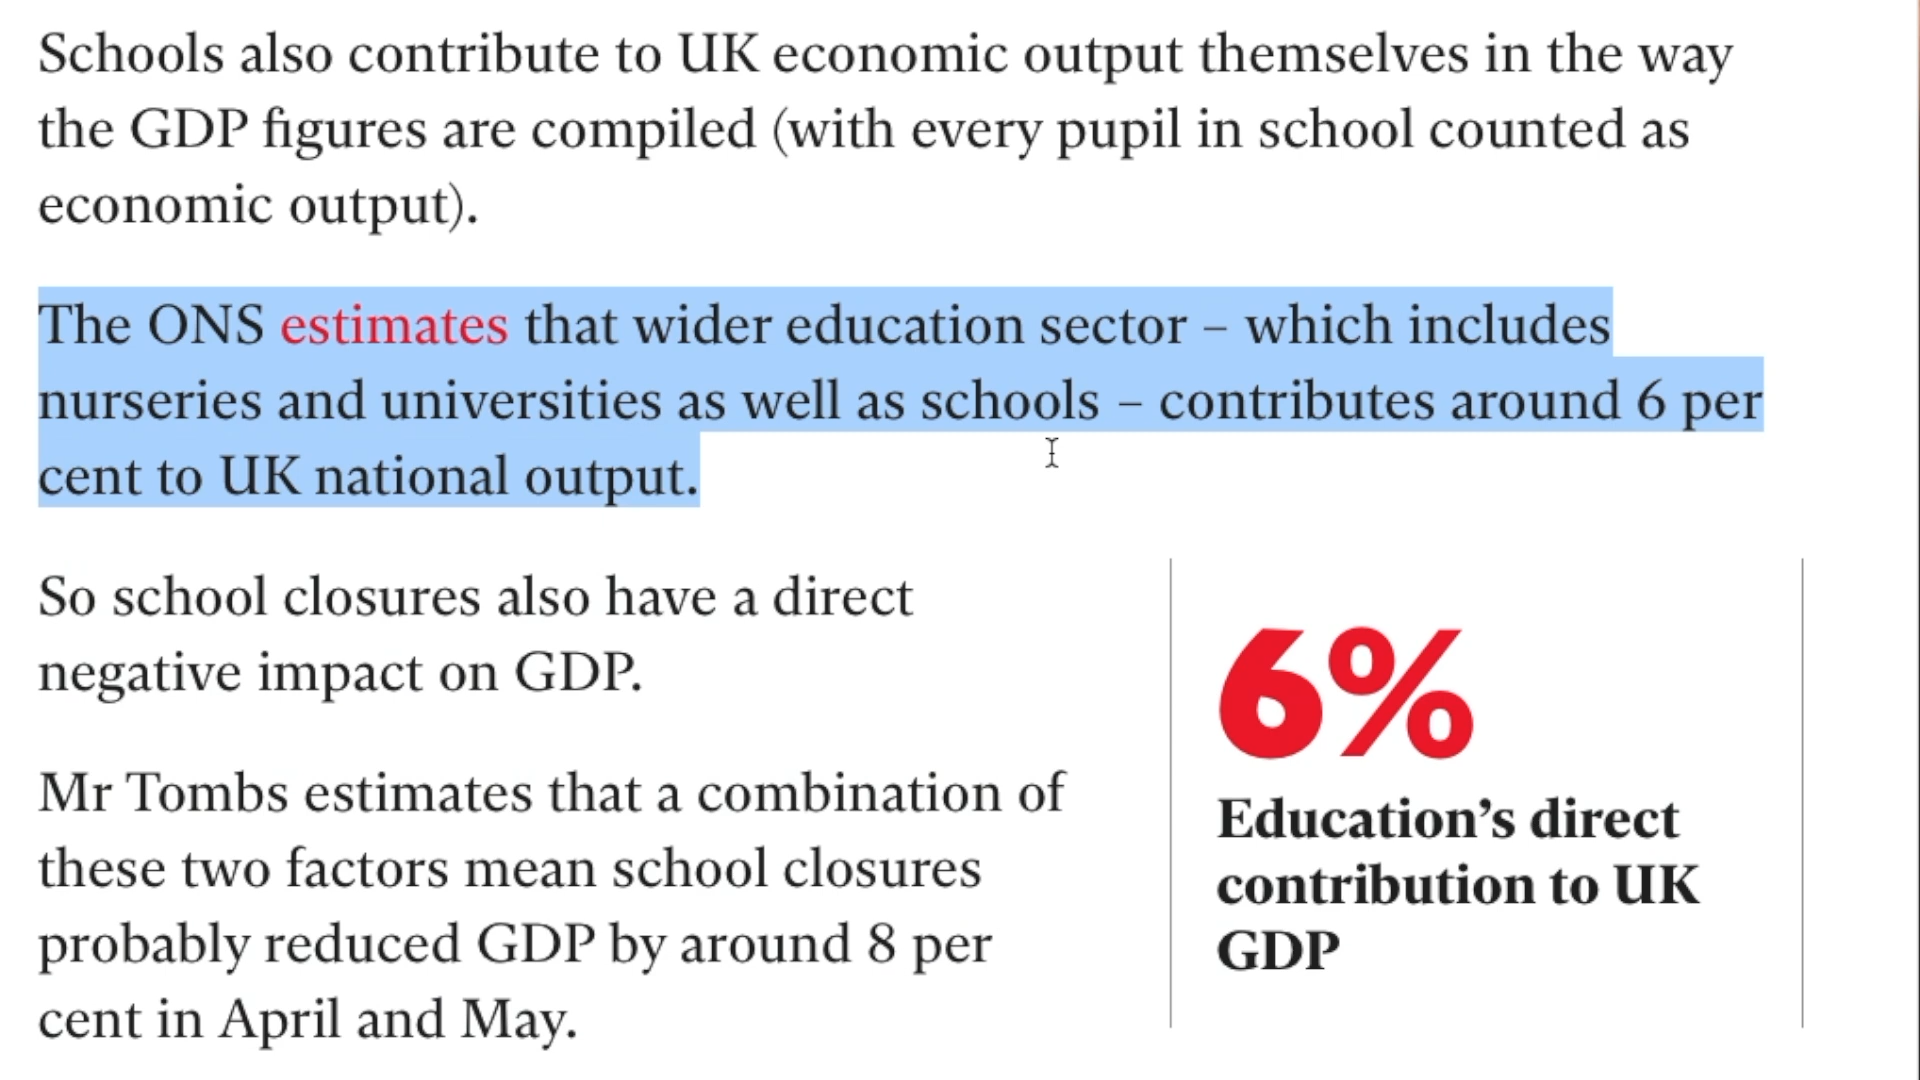 Schools also contribute to UK economic output themselves in the way
the GDP figures are compiled (with every pupil in school counted as
economic output).
The ONS estimates that wider education sector – which includes
nurseries and universities as well as schools – contributes around 6 per
cent to UK national output.
So school closures also have a direct
negative impact on GDP.
Mr Tombs estimates that a combination of
these two factors mean school closures
probably reduced GDP by around 8 per
cent in April and May.
6%
Education’s direct
contribution to UK
GDP